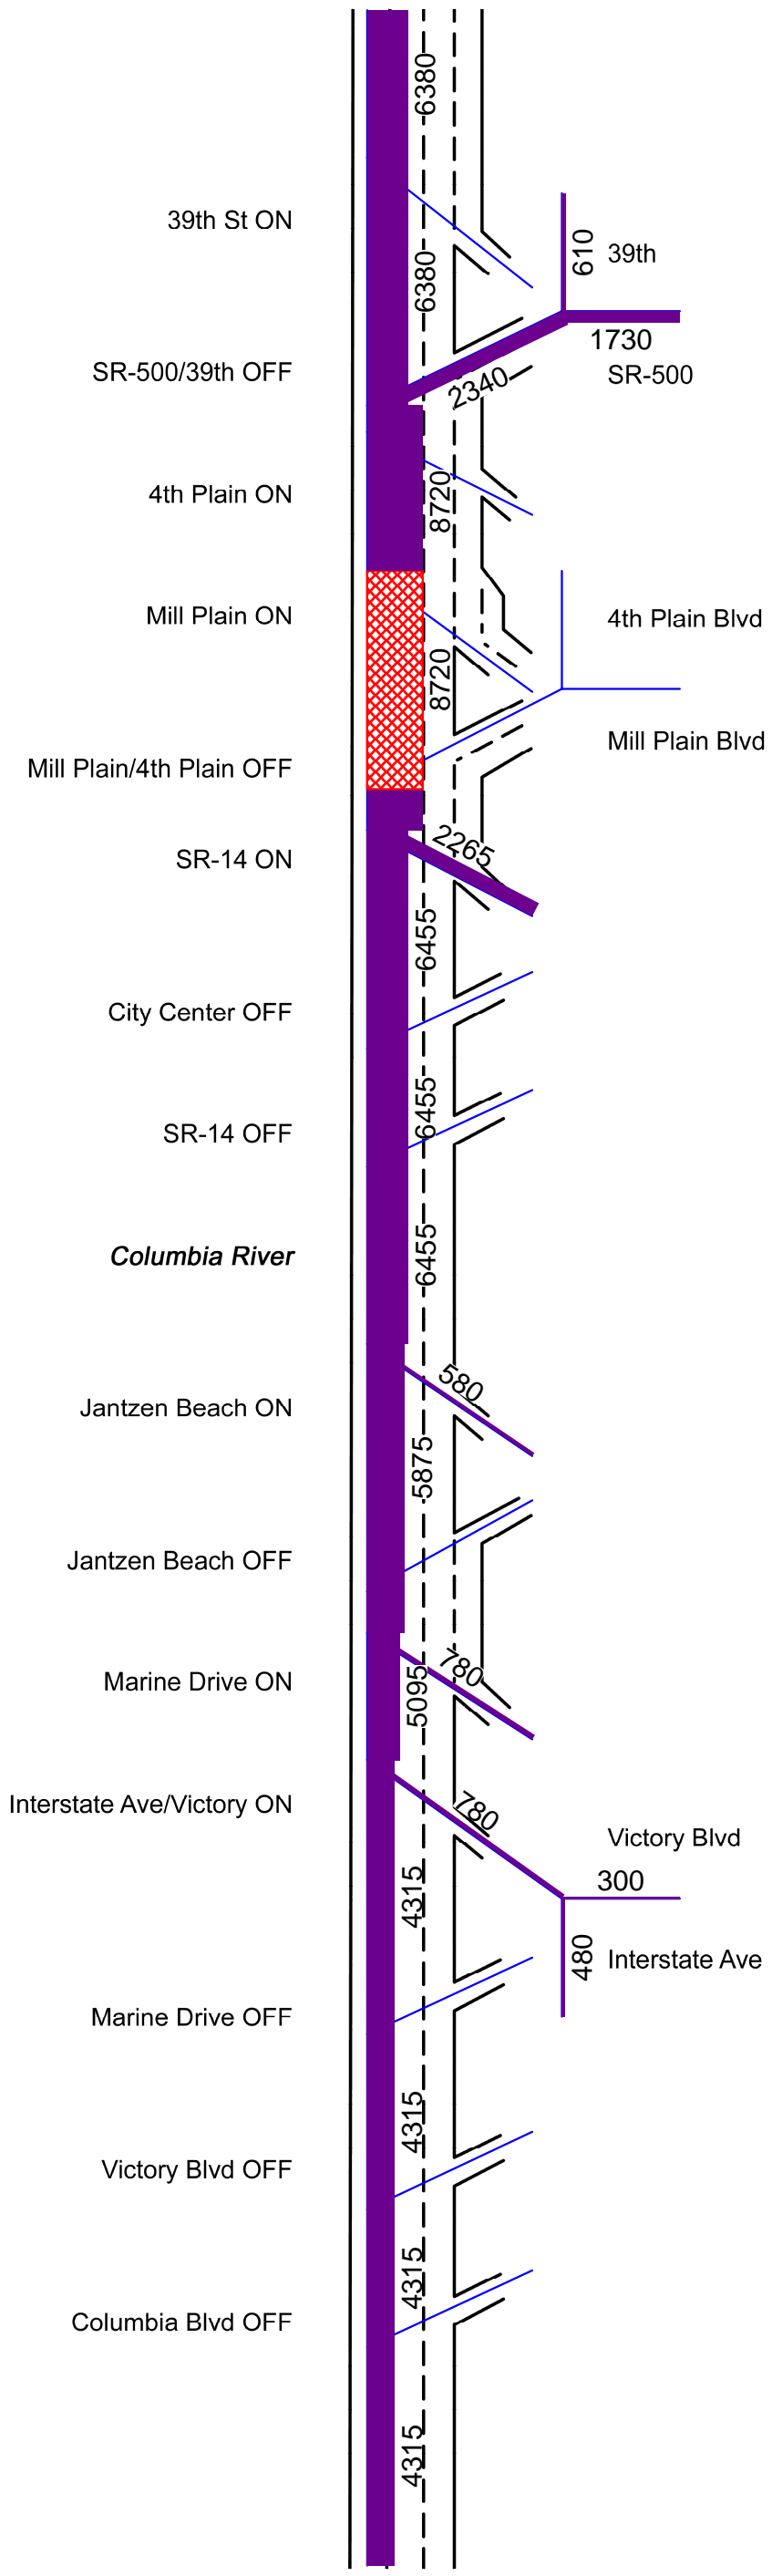 6380
39th St ON
610
39th
6380
1730
SR-500/39th OFF
SR-500
2340
4th Plain ON
8720
Mill Plain ON
4th Plain Blvd
8720
Mill Plain Blvd
Mill Plain/4th Plain OFF
2265
SR-14 ON
6455
City Center OFF
6455
SR-14 OFF
Columbia River
6455
580
Jantzen Beach ON
5875
Jantzen Beach OFF
780
Marine Drive ON
5095
Interstate Ave/Victory ON
780
Victory Blvd
300
4315
480
Interstate Ave
Marine Drive OFF
4315
Victory Blvd OFF
4315
Columbia Blvd OFF
4315